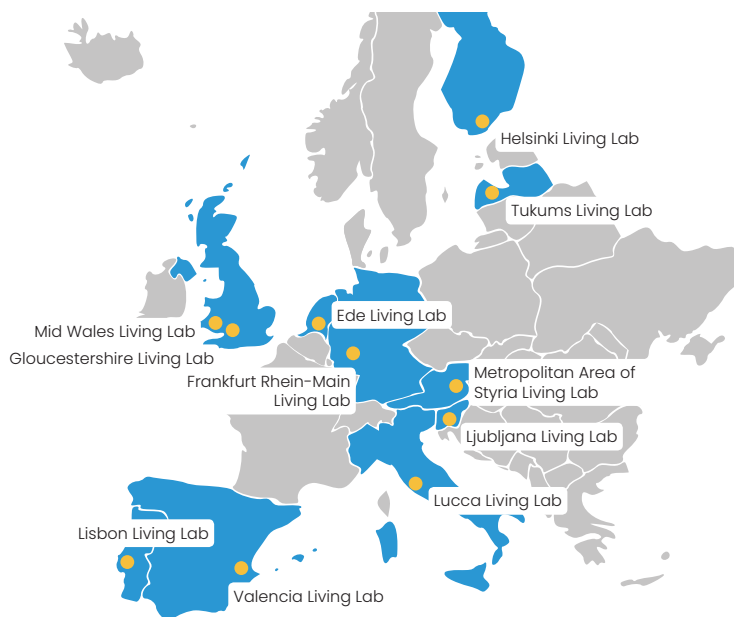 Helsinki Living Lab
Tukums Living Lab
Ede Living Lab
Mid Wales Living Lab
Gloucestershire Living Lab
Frankfurt Rhein-Main
Living Lab
Metropolitan Area of
Styria Living Lab
Ljubljana Living Lab
Lucca Living Lab
Lisbon Living Lab
Valencia Living Lab